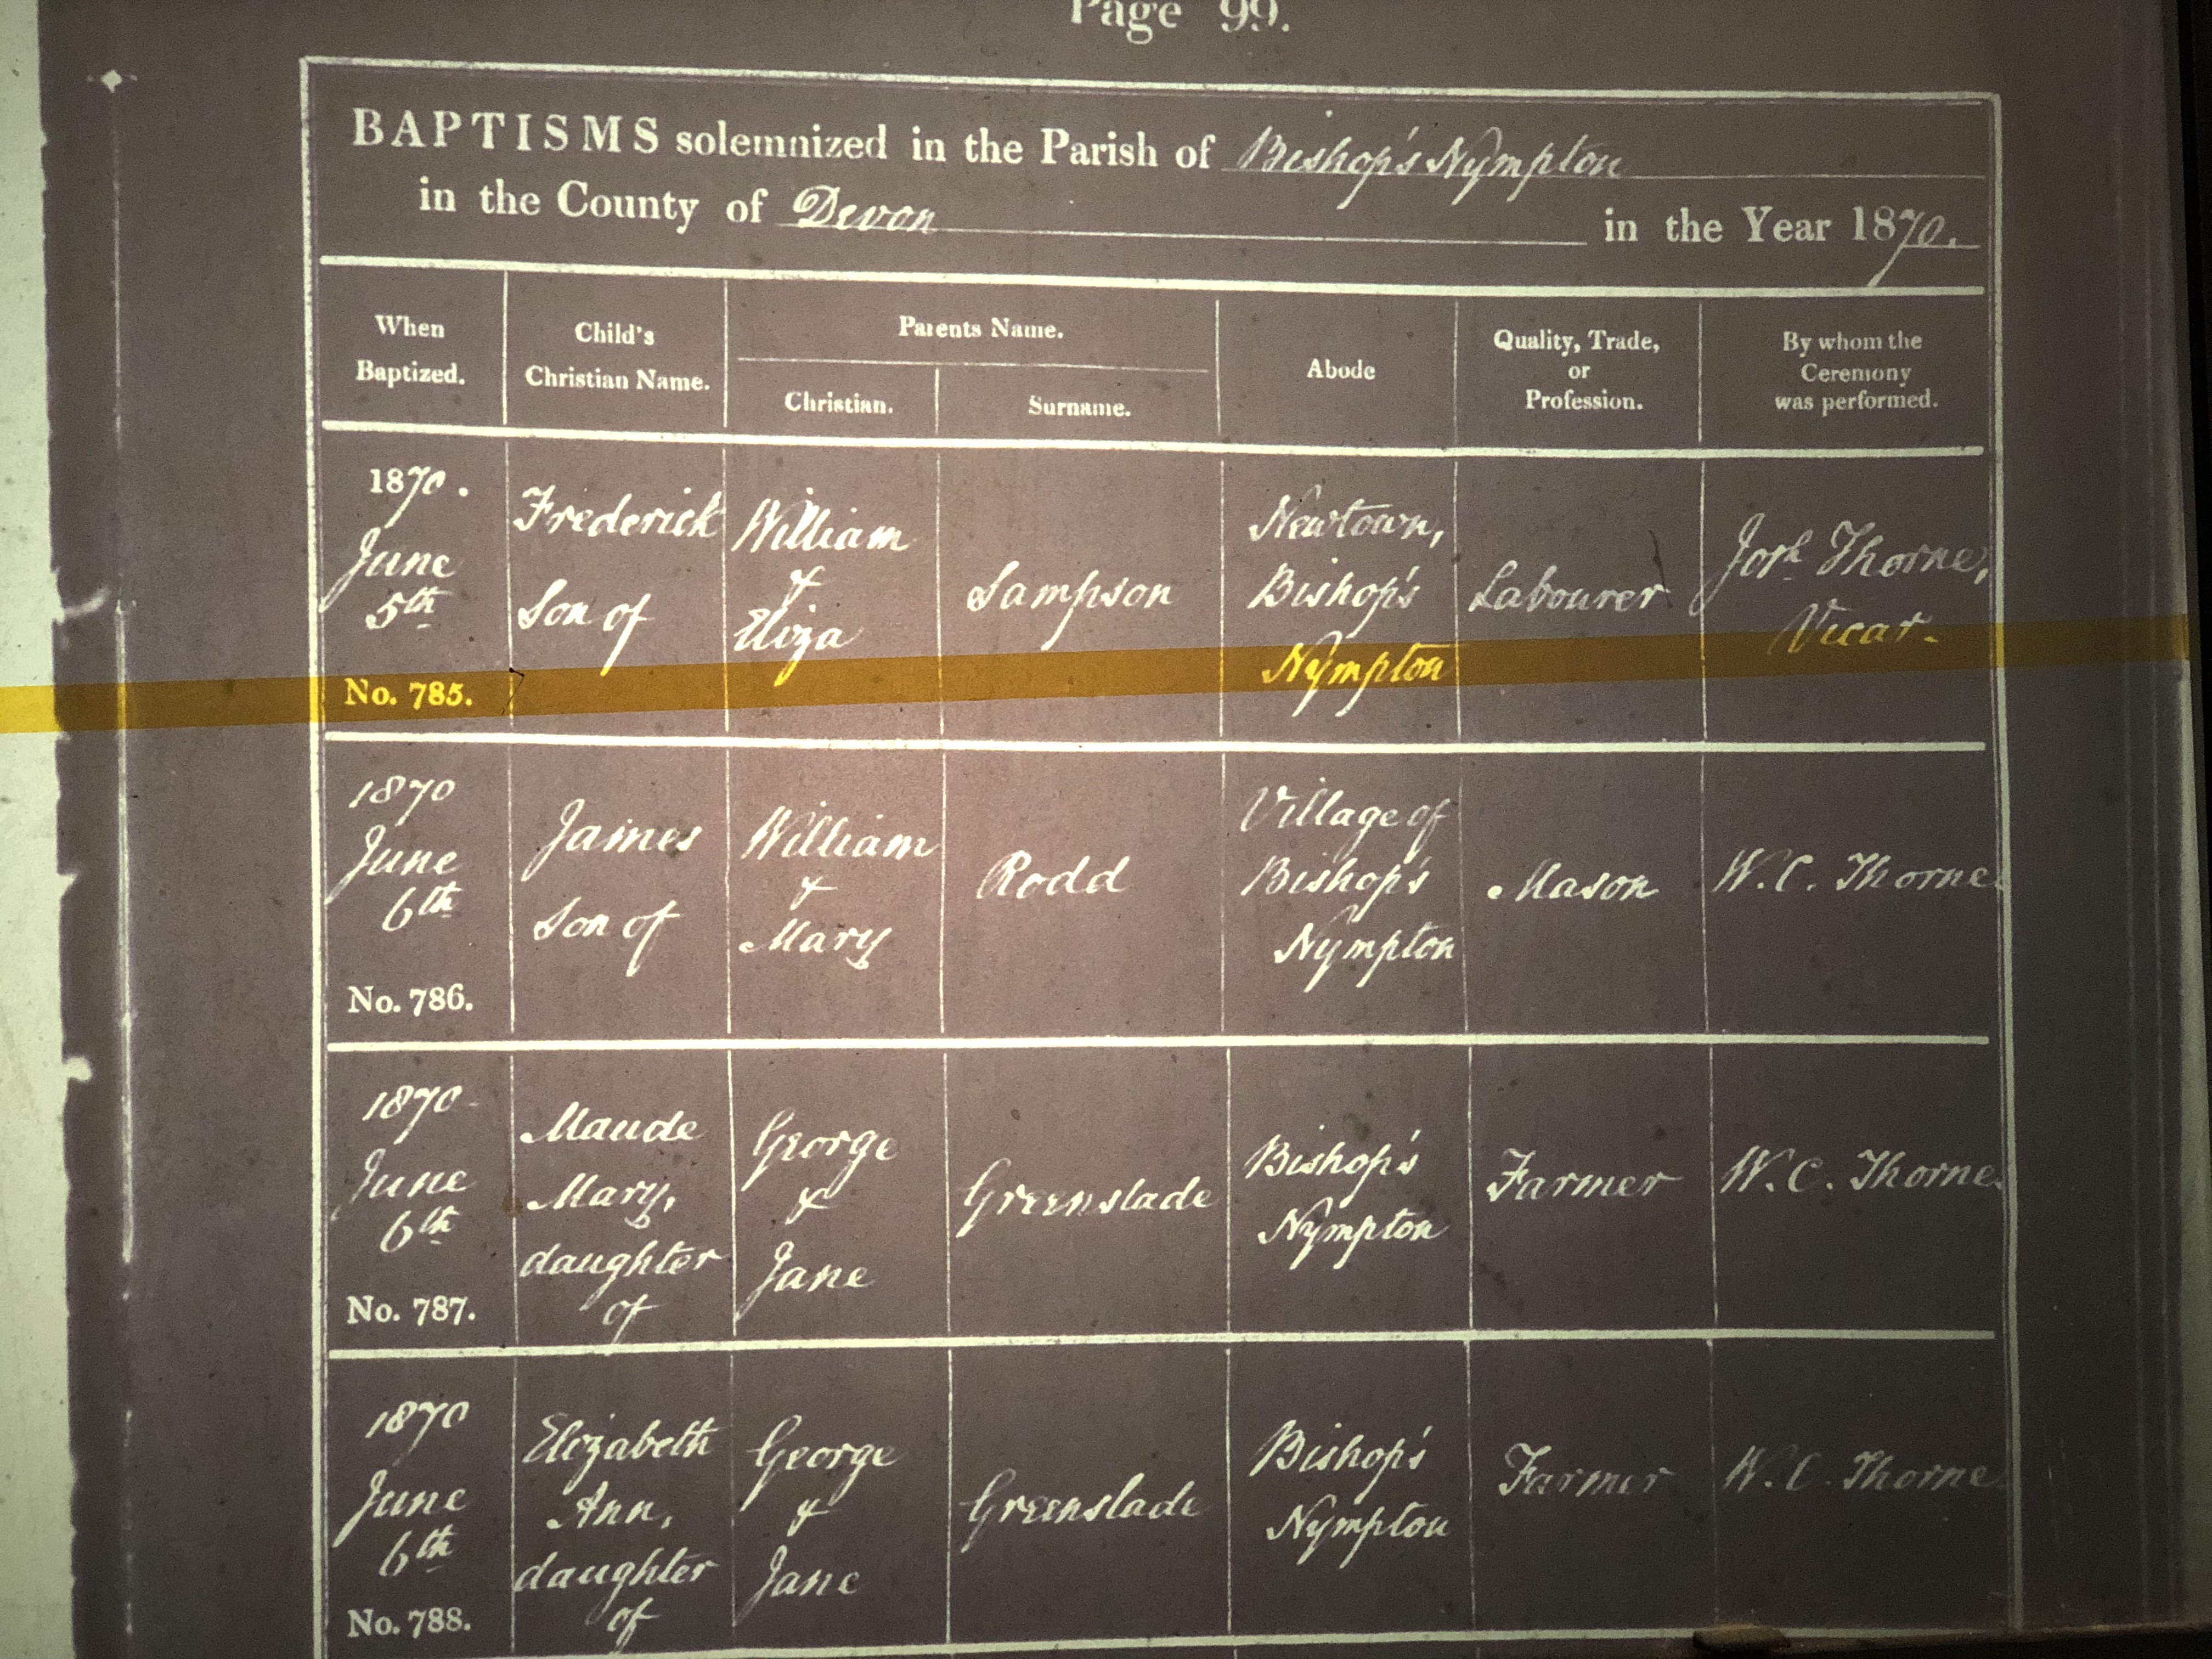 Page 99.
BAPTISMS solemnized in the Parish of Bishop's Nympton
in the County of Devon in the Year 1870.
When Baptized.
Child's Christian Name.
Parents Name.
Christian.
Surname.
Abode
Quality, Trade, or Profession.
By whom the Ceremony was performed.
1870.
June
5th
No. 785.
Frederick
Son of
William
&
Eliza
Sampson
Newtown,
Bishop's
Nympton
Labourer
Josh. Thorne,
Vicar.
1870
June
6th
No. 786.
James
Son of
William
&
Mary
Rodd
Village of
Bishop's
Nympton
Mason
W. C. Thorne.
1870
June
6th
No. 787.
Maude
Mary,
daughter
of
George
&
Jane
Greenslade
Bishop's
Nympton
Farmer
W. C. Thorne.
1870
June
6th
No. 788.
Elizabeth
Ann,
daughter
of
George
&
Jane
Greenslade
Bishop's
Nympton
Farmer
W. C. Thorne